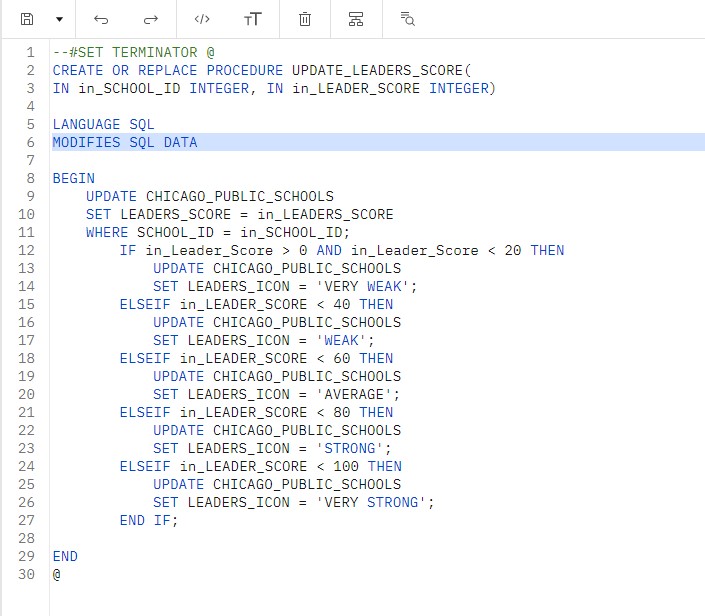 1 --#SET TERMINATOR @
2 CREATE OR REPLACE PROCEDURE UPDATE_LEADERS_SCORE(
3 IN in_SCHOOL_ID INTEGER, IN in_LEADER_SCORE INTEGER)
4
5 LANGUAGE SQL
6 MODIFIES SQL DATA
7
8 BEGIN
9     UPDATE CHICAGO_PUBLIC_SCHOOLS
10     SET LEADERS_SCORE = in_LEADERS_SCORE
11     WHERE SCHOOL_ID = in_SCHOOL_ID;
12         IF in_Leader_Score > 0 AND in_Leader_Score < 20 THEN
13             UPDATE CHICAGO_PUBLIC_SCHOOLS
14             SET LEADERS_ICON = 'VERY WEAK';
15         ELSEIF in_LEADER_SCORE < 40 THEN
16             UPDATE CHICAGO_PUBLIC_SCHOOLS
17             SET LEADERS_ICON = 'WEAK';
18         ELSEIF in_LEADER_SCORE < 60 THEN
19             UPDATE CHICAGO_PUBLIC_SCHOOLS
20             SET LEADERS_ICON = 'AVERAGE';
21         ELSEIF in_LEADER_SCORE < 80 THEN
22             UPDATE CHICAGO_PUBLIC_SCHOOLS
23             SET LEADERS_ICON = 'STRONG';
24         ELSEIF in_LEADER_SCORE < 100 THEN
25             UPDATE CHICAGO_PUBLIC_SCHOOLS
26             SET LEADERS_ICON = 'VERY STRONG';
27         END IF;
28
29 END
30 @